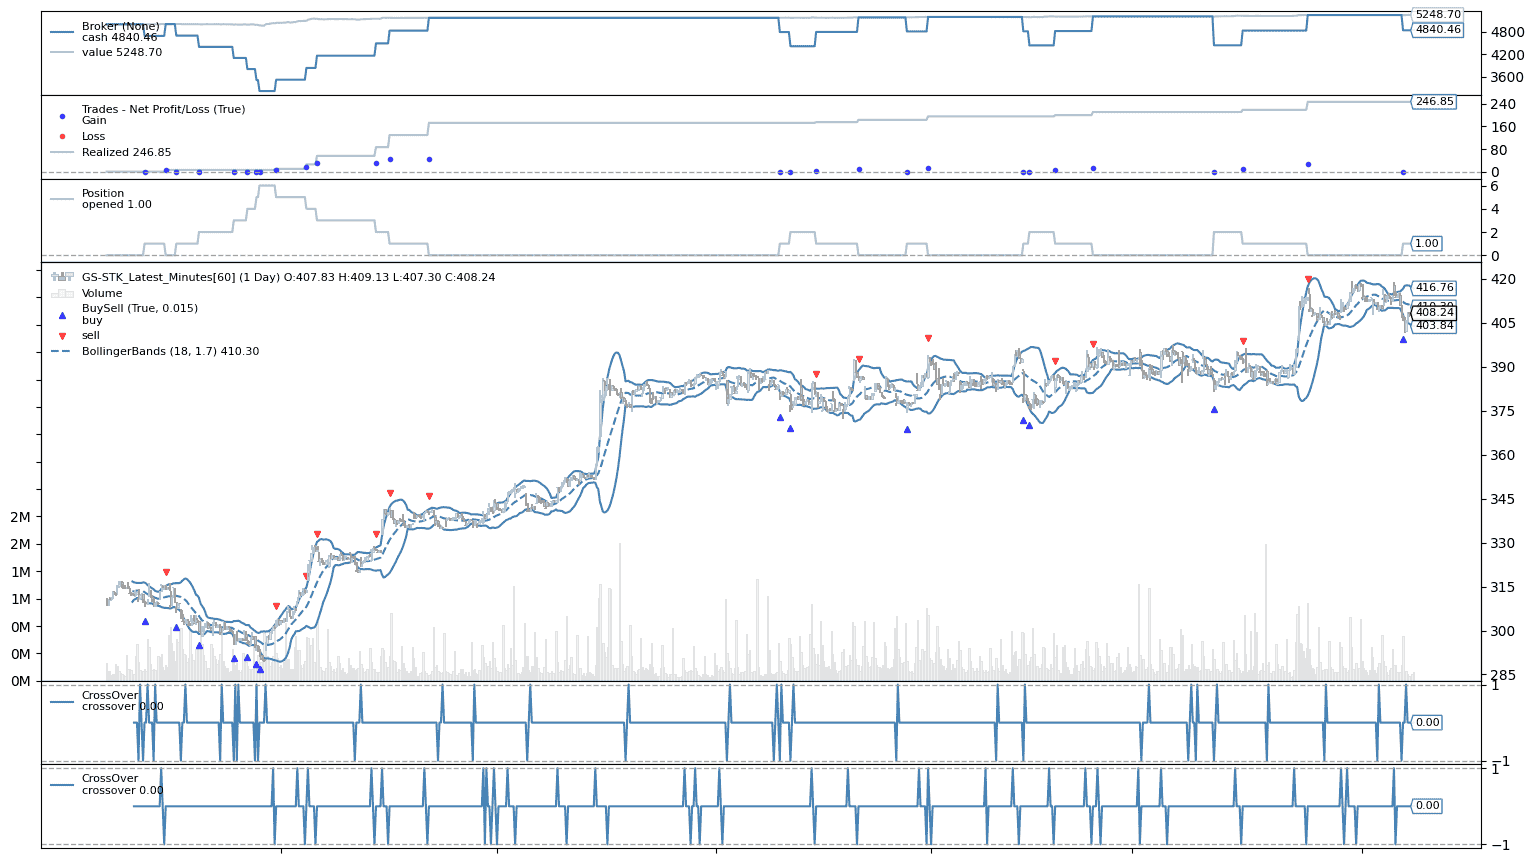 Broker (None)
cash 4840.46
value 5248.70
5248.70
4840.46
4800
4200
3600
Trades - Net Profit/Loss (True)
Gain
Loss
Realized 246.85
246.85
240
160
80
0
Position
opened 1.00
1.00
6
4
2
0
GS-STK_Latest_Minutes[60] (1 Day) O:407.83 H:409.13 L:407.30 C:408.24
Volume
BuySell (True, 0.015)
buy
sell
BollingerBands (18, 1.7) 410.30
416.76
410.30
408.24
403.84
420
405
390
375
360
345
330
315
300
285
2M
2M
1M
1M
0M
0M
0M
CrossOver
crossover 0.00
0.00
1
−1
CrossOver
crossover 0.00
0.00
1
−1